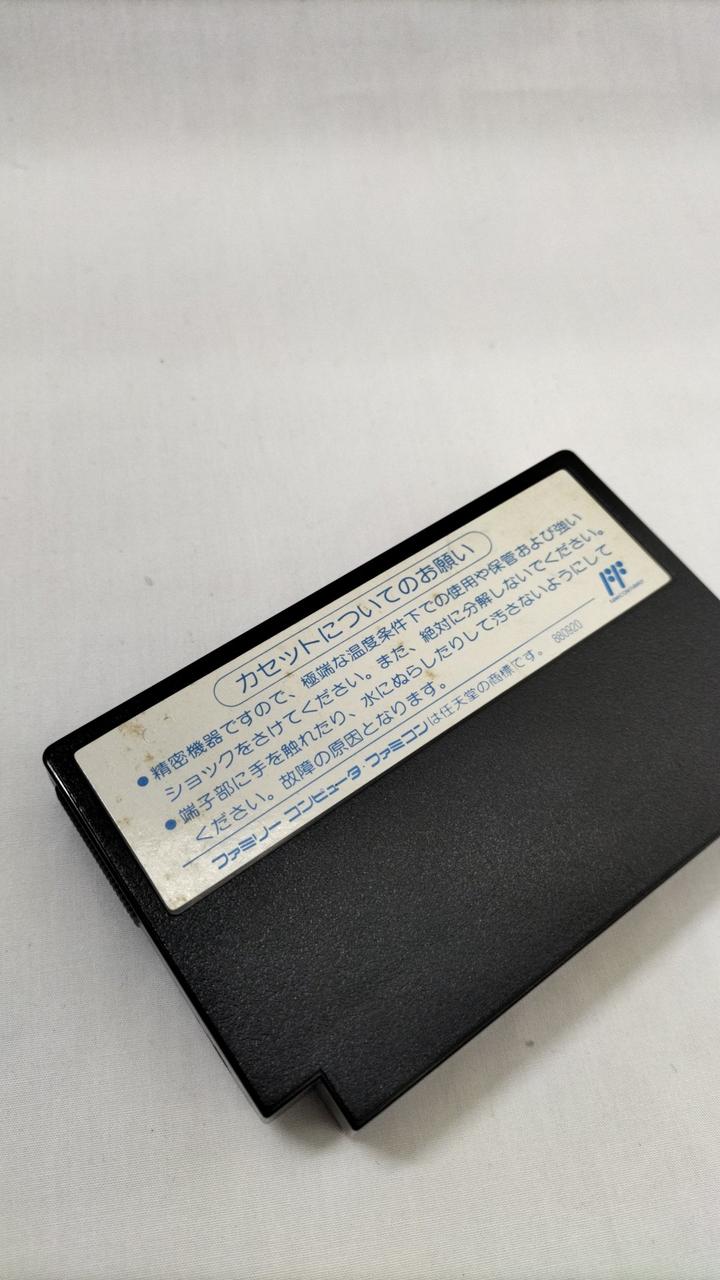 カセットについてのお願い
●精密機器ですので、極端な温度条件下での使用や保管および強い
ショックをさけてください。また、絶対に分解しないでください。
●端子部に手を触れたり、水にぬらしたりして汚さないようにして
ください。故障の原因となります。
ファミリーコンピュータ、ファミコンは任天堂の商標です。
880920